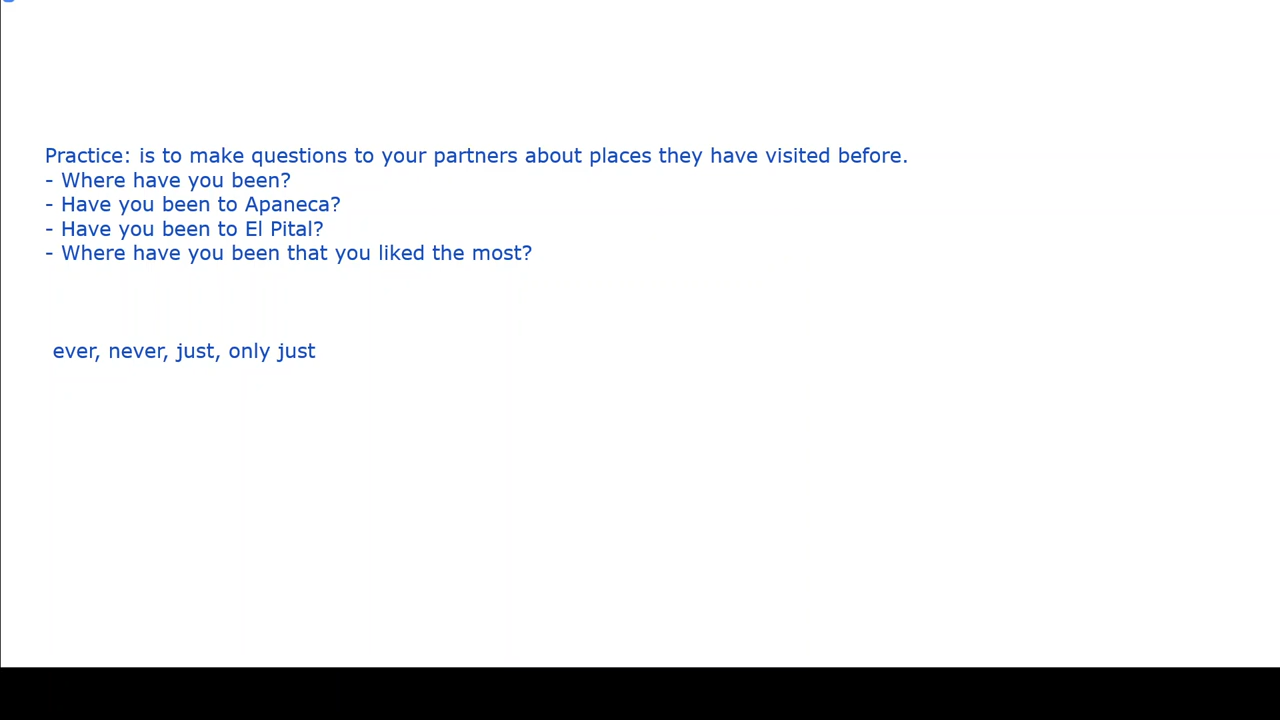 Practice: is to make questions to your partners about places they have visited before.
- Where have you been?
- Have you been to Apaneca?
- Have you been to El Pital?
- Where have you been that you liked the most?
ever, never, just, only just